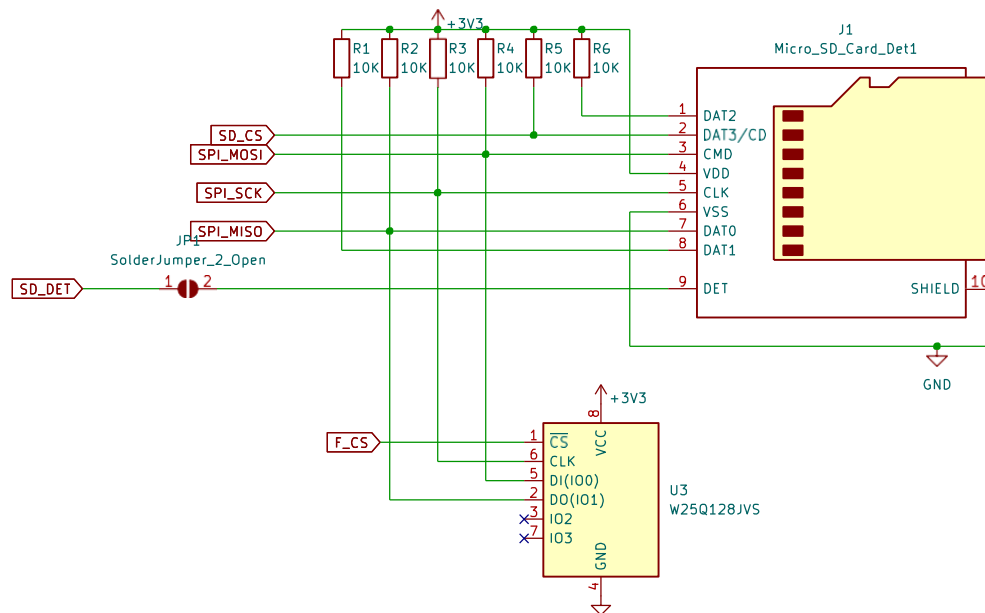 +3V3
R1
10K
R2
10K
R3
10K
R4
10K
R5
10K
R6
10K
J1
Micro_SD_Card_Det1
SD_CS
SPI_MOSI
SPI_SCK
SPI_MISO
JP1
SolderJumper_2_Open
SD_DET
1
2
1 DAT2
2 DAT3/CD
3 CMD
4 VDD
5 CLK
6 VSS
7 DAT0
8 DAT1
9 DET
SHIELD 10
GND
+3V3
8
VCC
F_CS
1 CS
6 CLK
5 DI(IO0)
2 DO(IO1)
3 IO2
7 IO3
GND
4
U3
W25Q128JVS